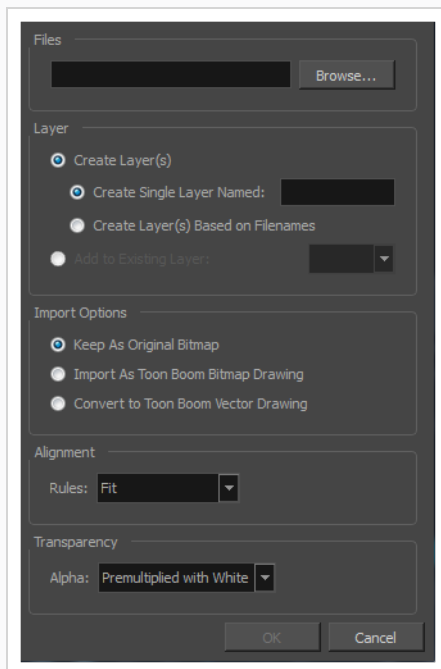 Files
Browse...
Layer
Create Layer(s)
Create Single Layer Named:
Create Layer(s) Based on Filenames
Add to Existing Layer:
Import Options
Keep As Original Bitmap
Import As Toon Boom Bitmap Drawing
Convert to Toon Boom Vector Drawing
Alignment
Rules: Fit
Transparency
Alpha: Premultiplied with White
OK Cancel